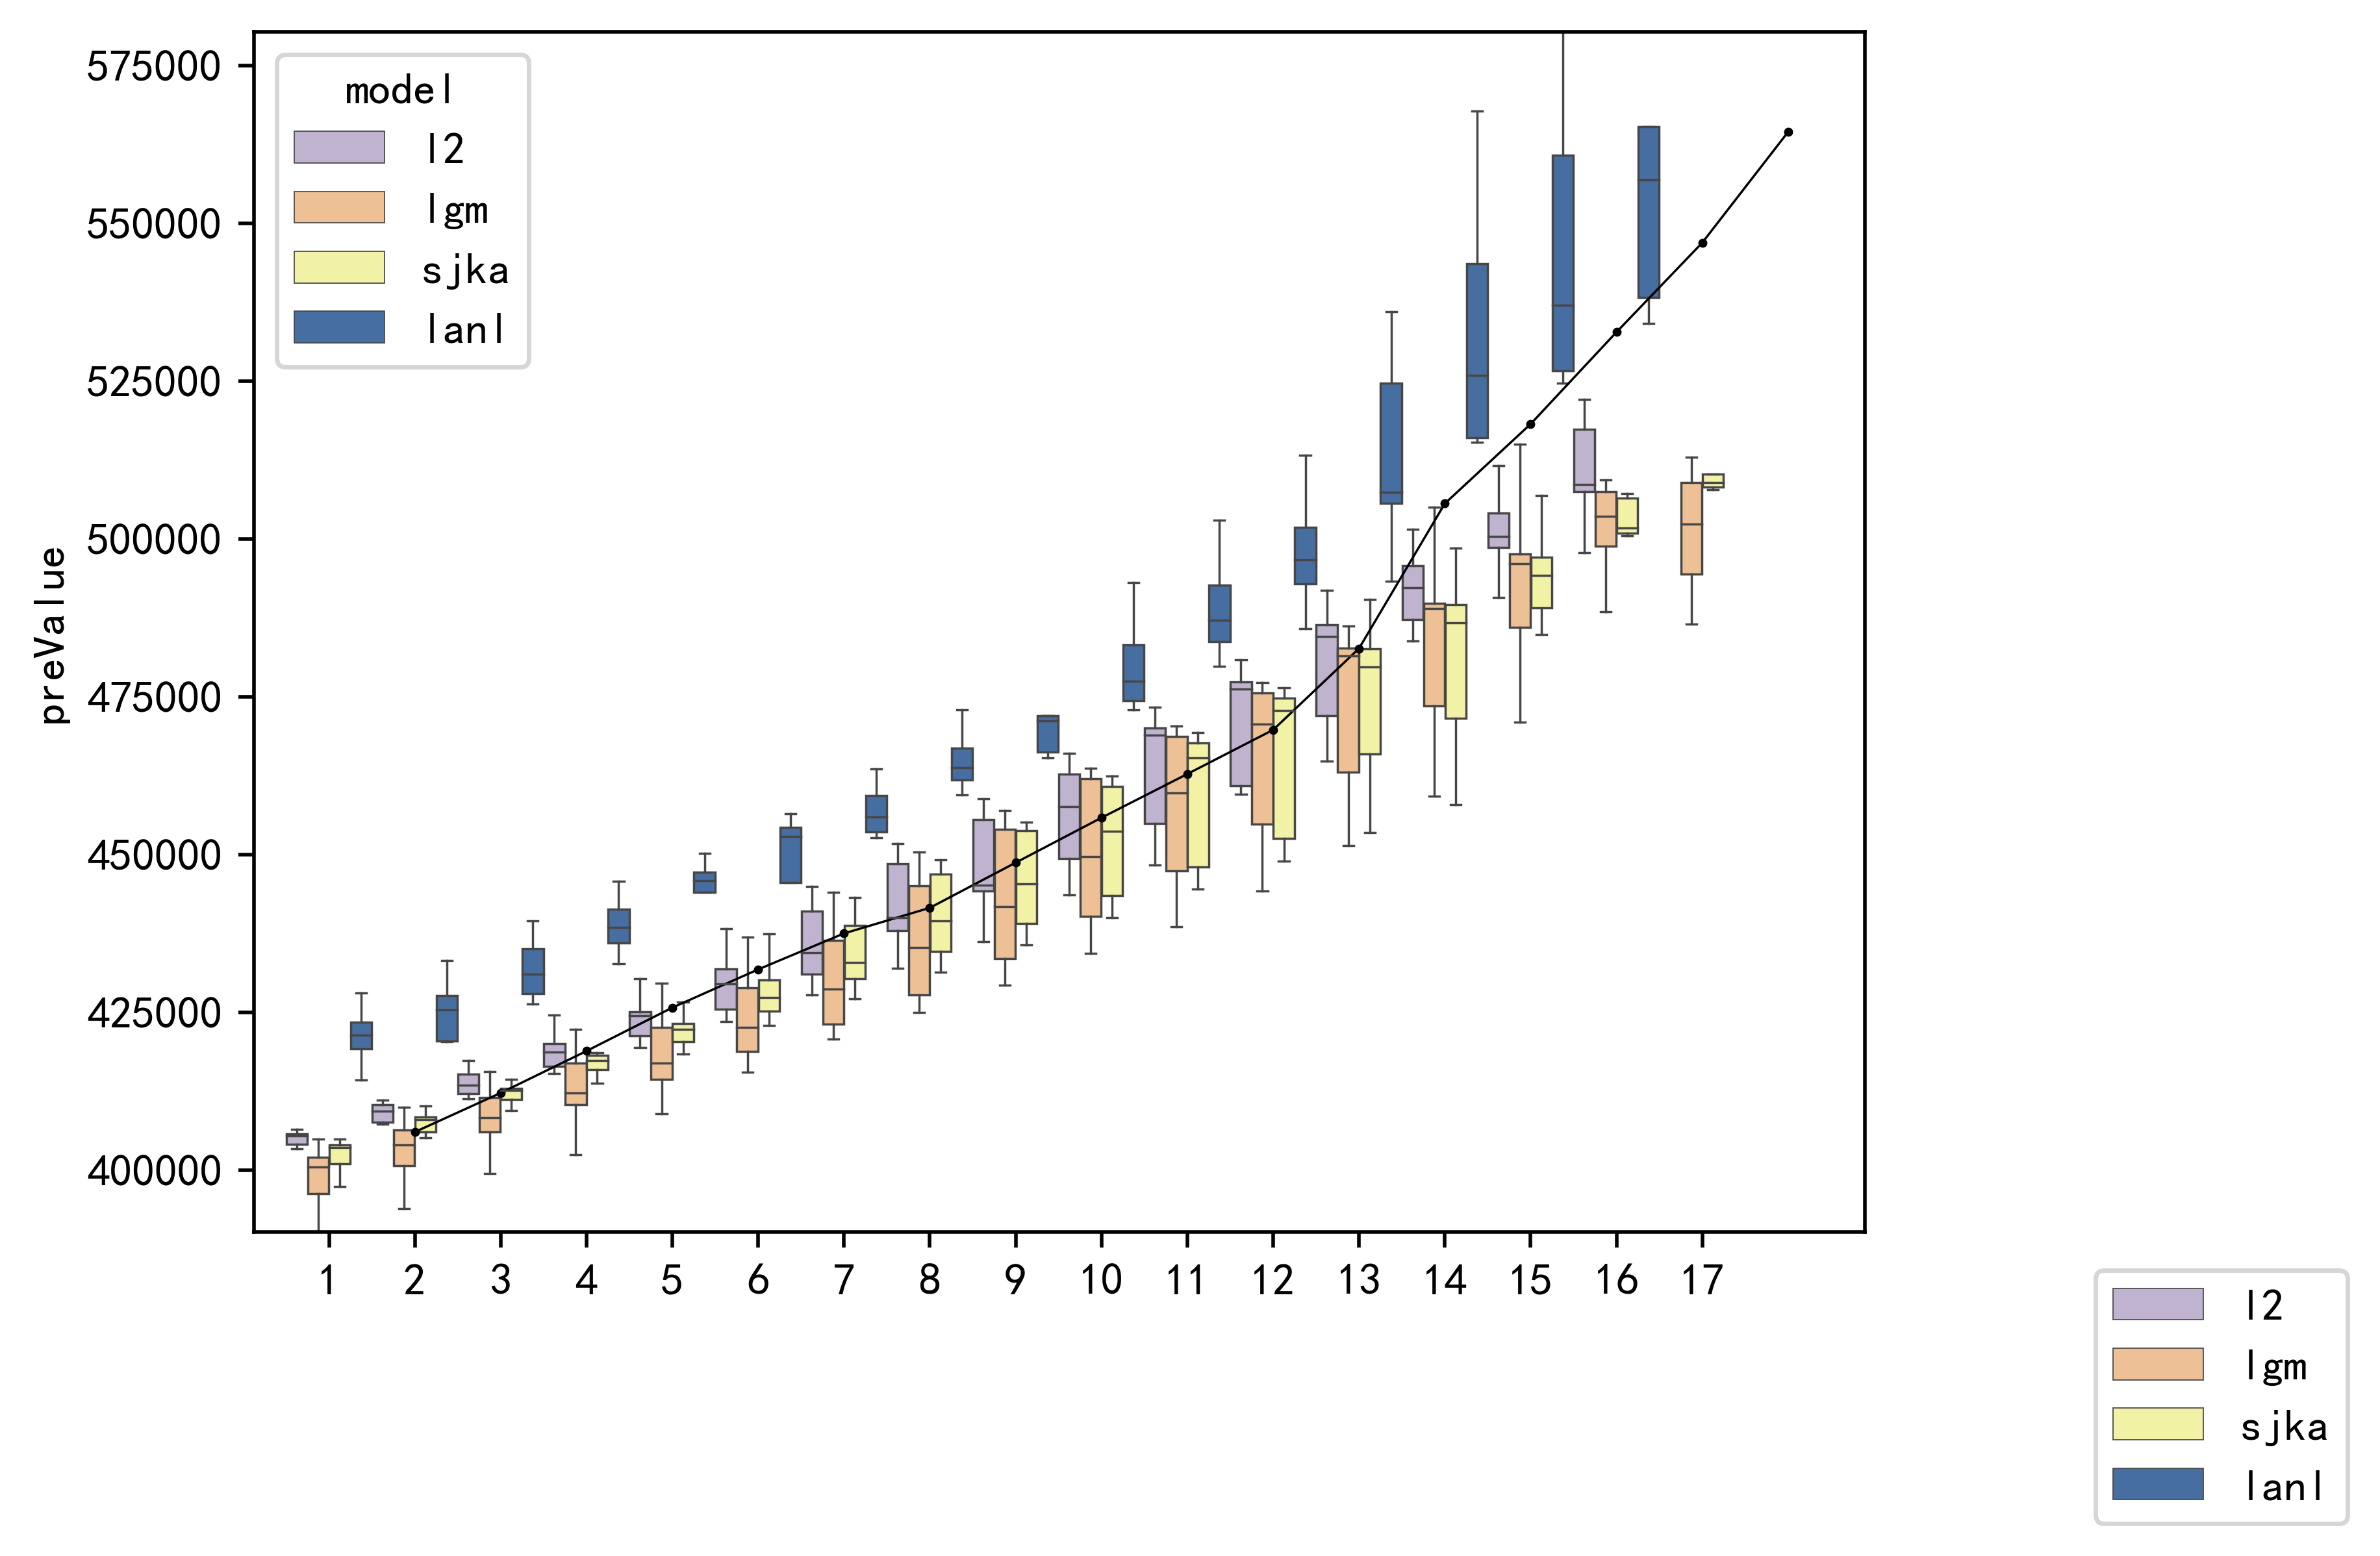 575000
550000
525000
500000
475000
450000
425000
400000
preValue
model
l2
lgm
sjka
lanl
1 2 3 4 5 6 7 8 9 10 11 12 13 14 15 16 17
l2
lgm
sjka
lanl